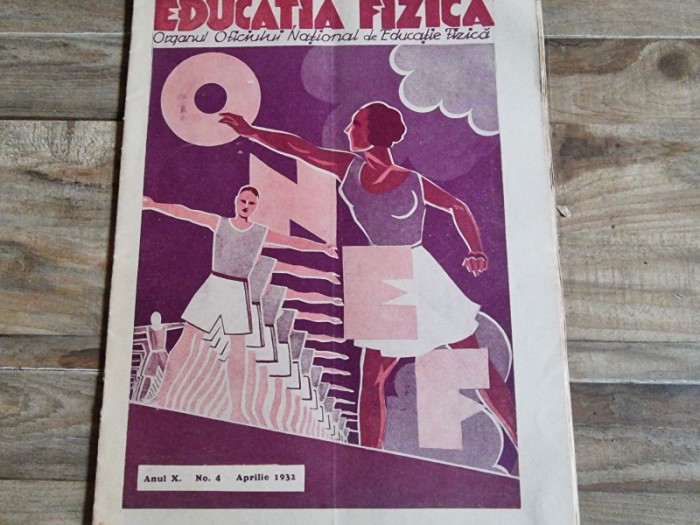 EDUCAȚIA FIZICĂ
Organul Oficiului Național de Educație Fizică
O
N
E
F
Anul X. No. 4 Aprilie 1932